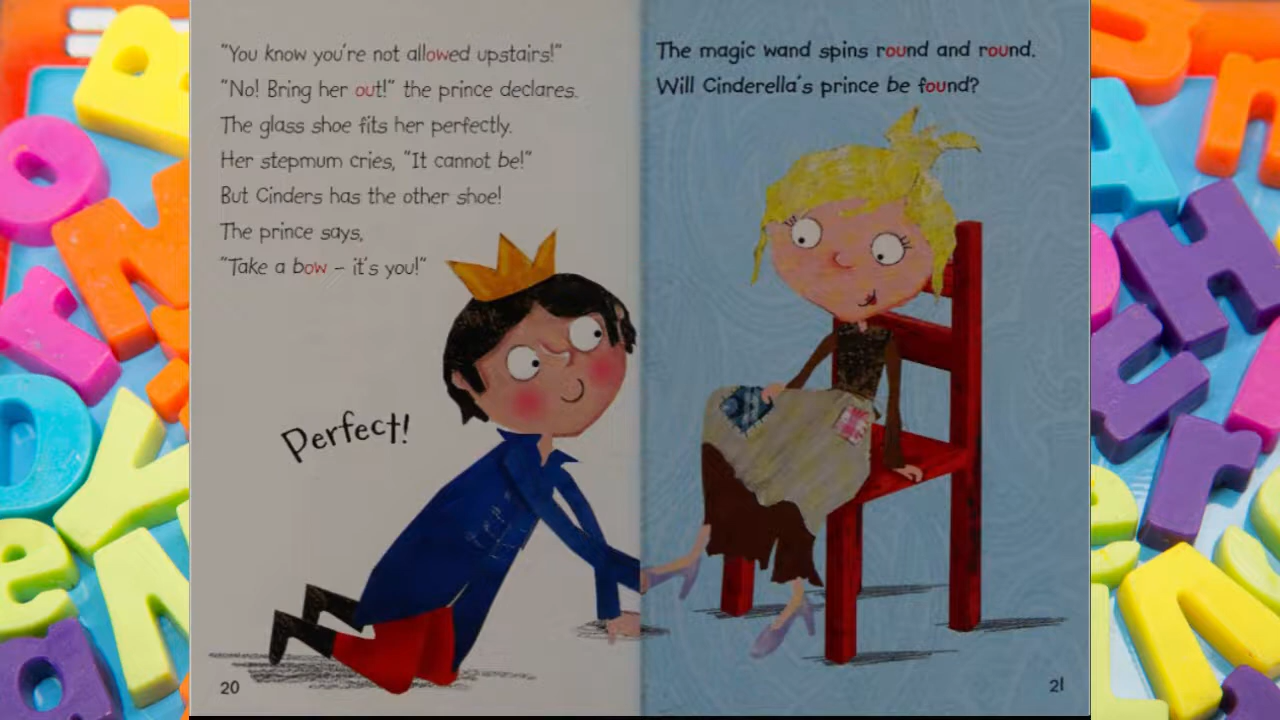 "You know you're not allowed upstairs!"
"No! Bring her out!" the prince declares.
The glass shoe fits her perfectly.
Her stepmum cries, "It cannot be!"
But Cinders has the other shoe!
The prince says,
"Take a bow – it's you!"
Perfect!
20
The magic wand spins round and round.
Will Cinderella's prince be found?
21